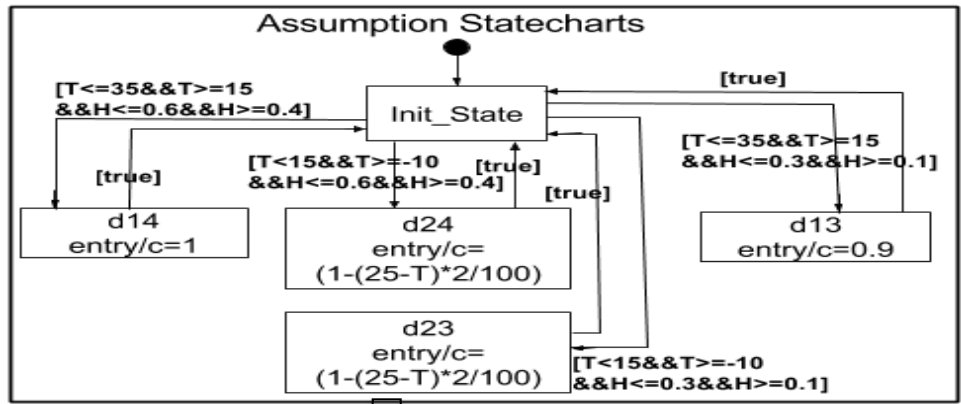 Assumption Statecharts
[T<=35&&T>=15
&&H<=0.6&&H>=0.4]
[true]
Init_State
[true]
[T<15&&T>=-10
&&H<=0.6&&H>=0.4]
[true]
[true]
[T<=35&&T>=15
&&H<=0.3&&H>=0.1]
d14
entry/c=1
d24
entry/c=
(1-(25-T)*2/100)
d13
entry/c=0.9
d23
entry/c=
(1-(25-T)*2/100)
[T<15&&T>=-10
&&H<=0.3&&H>=0.1]